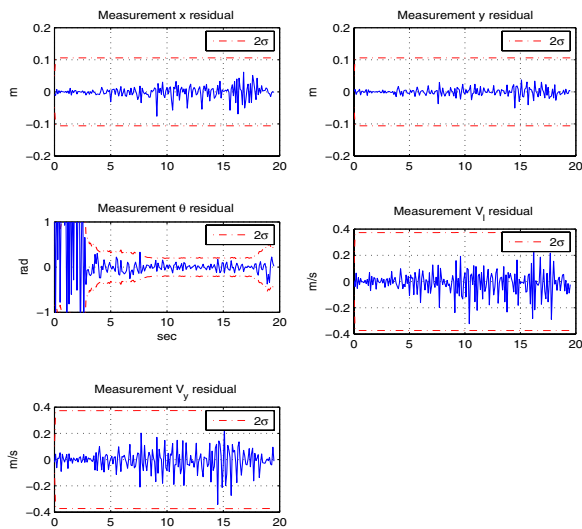 Measurement x residual
0.2
0.1
0
−0.1
−0.2
m
0 5 10 15 20
2σ
Measurement y residual
0.2
0.1
0
−0.1
−0.2
m
0 5 10 15 20
2σ
Measurement θ residual
1
0
−1
rad
0 5 10 15 20
sec
2σ
Measurement V_l residual
0.4
0.2
0
−0.2
−0.4
m/s
0 5 10 15 20
2σ
Measurement V_y residual
0.4
0.2
0
−0.2
−0.4
m/s
0 5 10 15 20
2σ